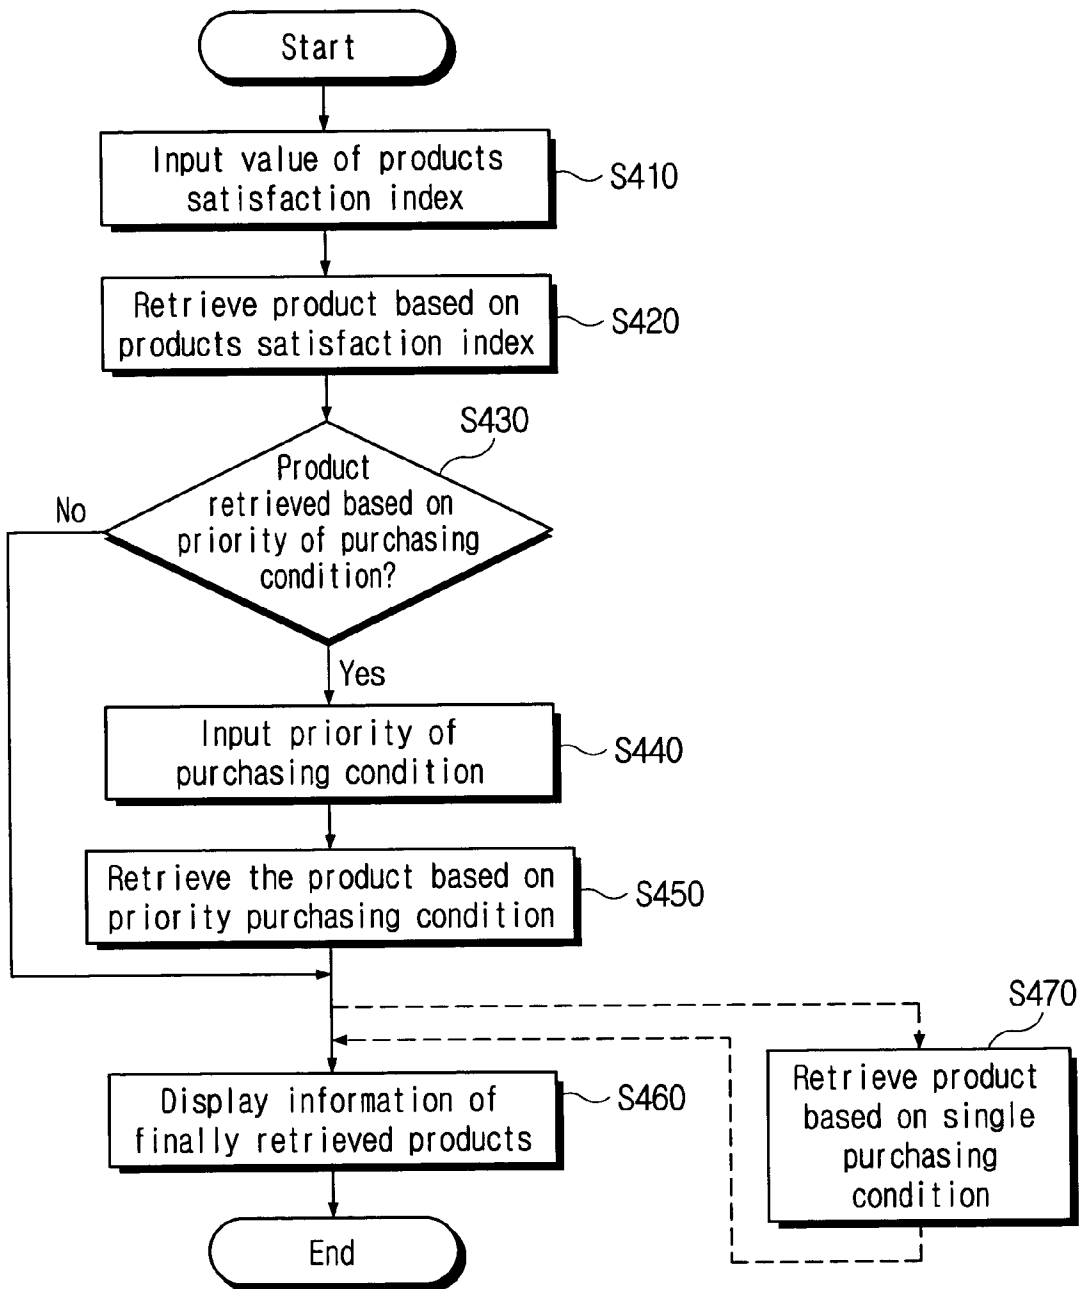 Start
Input value of products
satisfaction index
S410
Retrieve product based on
products satisfaction index
S420
S430
Product
retrieved based on
priority of purchasing
condition?
No
Yes
Input priority of
purchasing condition
S440
Retrieve the product based on
priority purchasing condition
S450
S470
Retrieve product
based on single
purchasing
condition
Display information of
finally retrieved products
S460
End